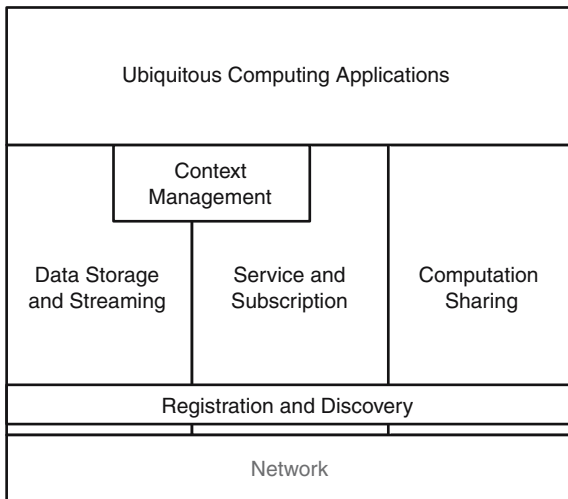 Ubiquitous Computing Applications
Context
Management
Data Storage
and Streaming
Service and
Subscription
Computation
Sharing
Registration and Discovery
Network